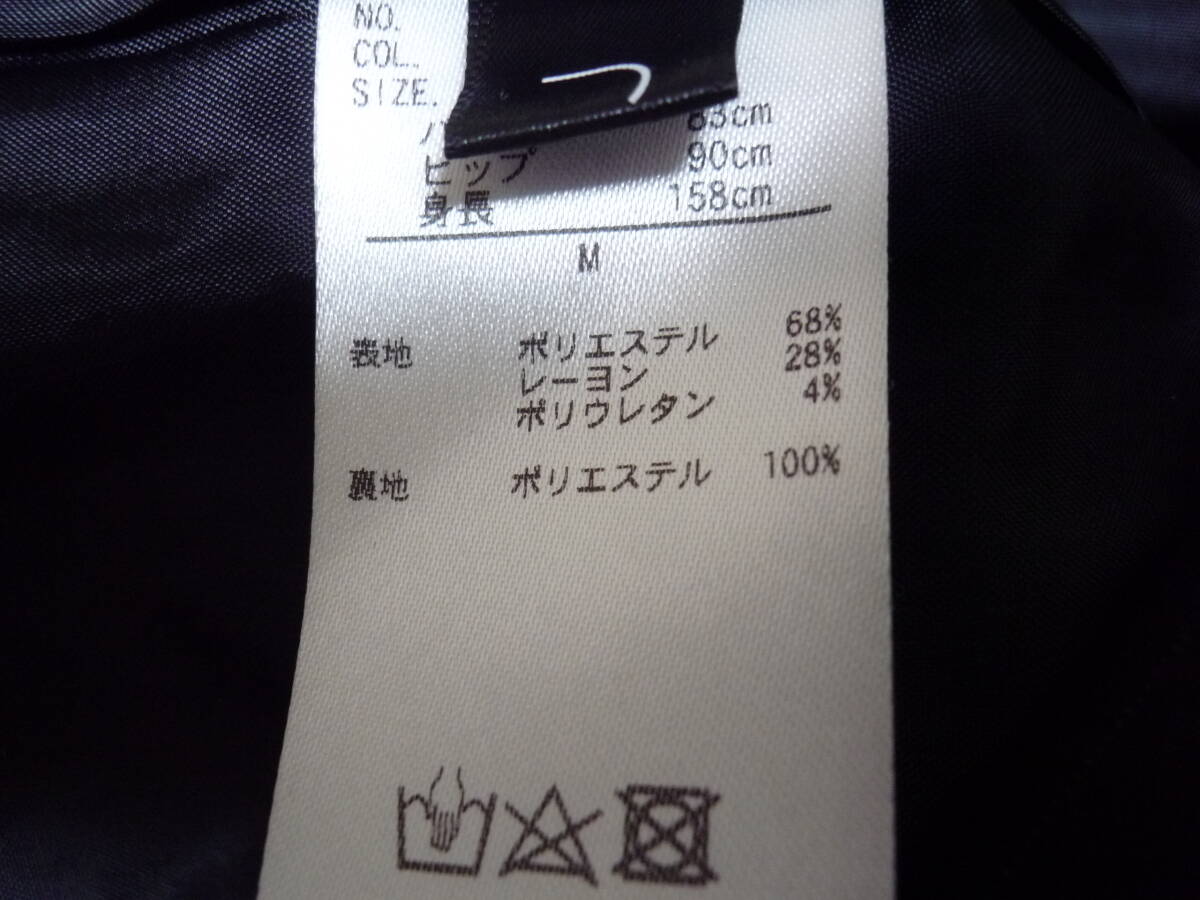 NO.
COL.
SIZE.
83cm
ヒップ 90cm
身長 158cm
M
表地 ポリエステル 68%
レーヨン 28%
ポリウレタン 4%
裏地 ポリエステル 100%